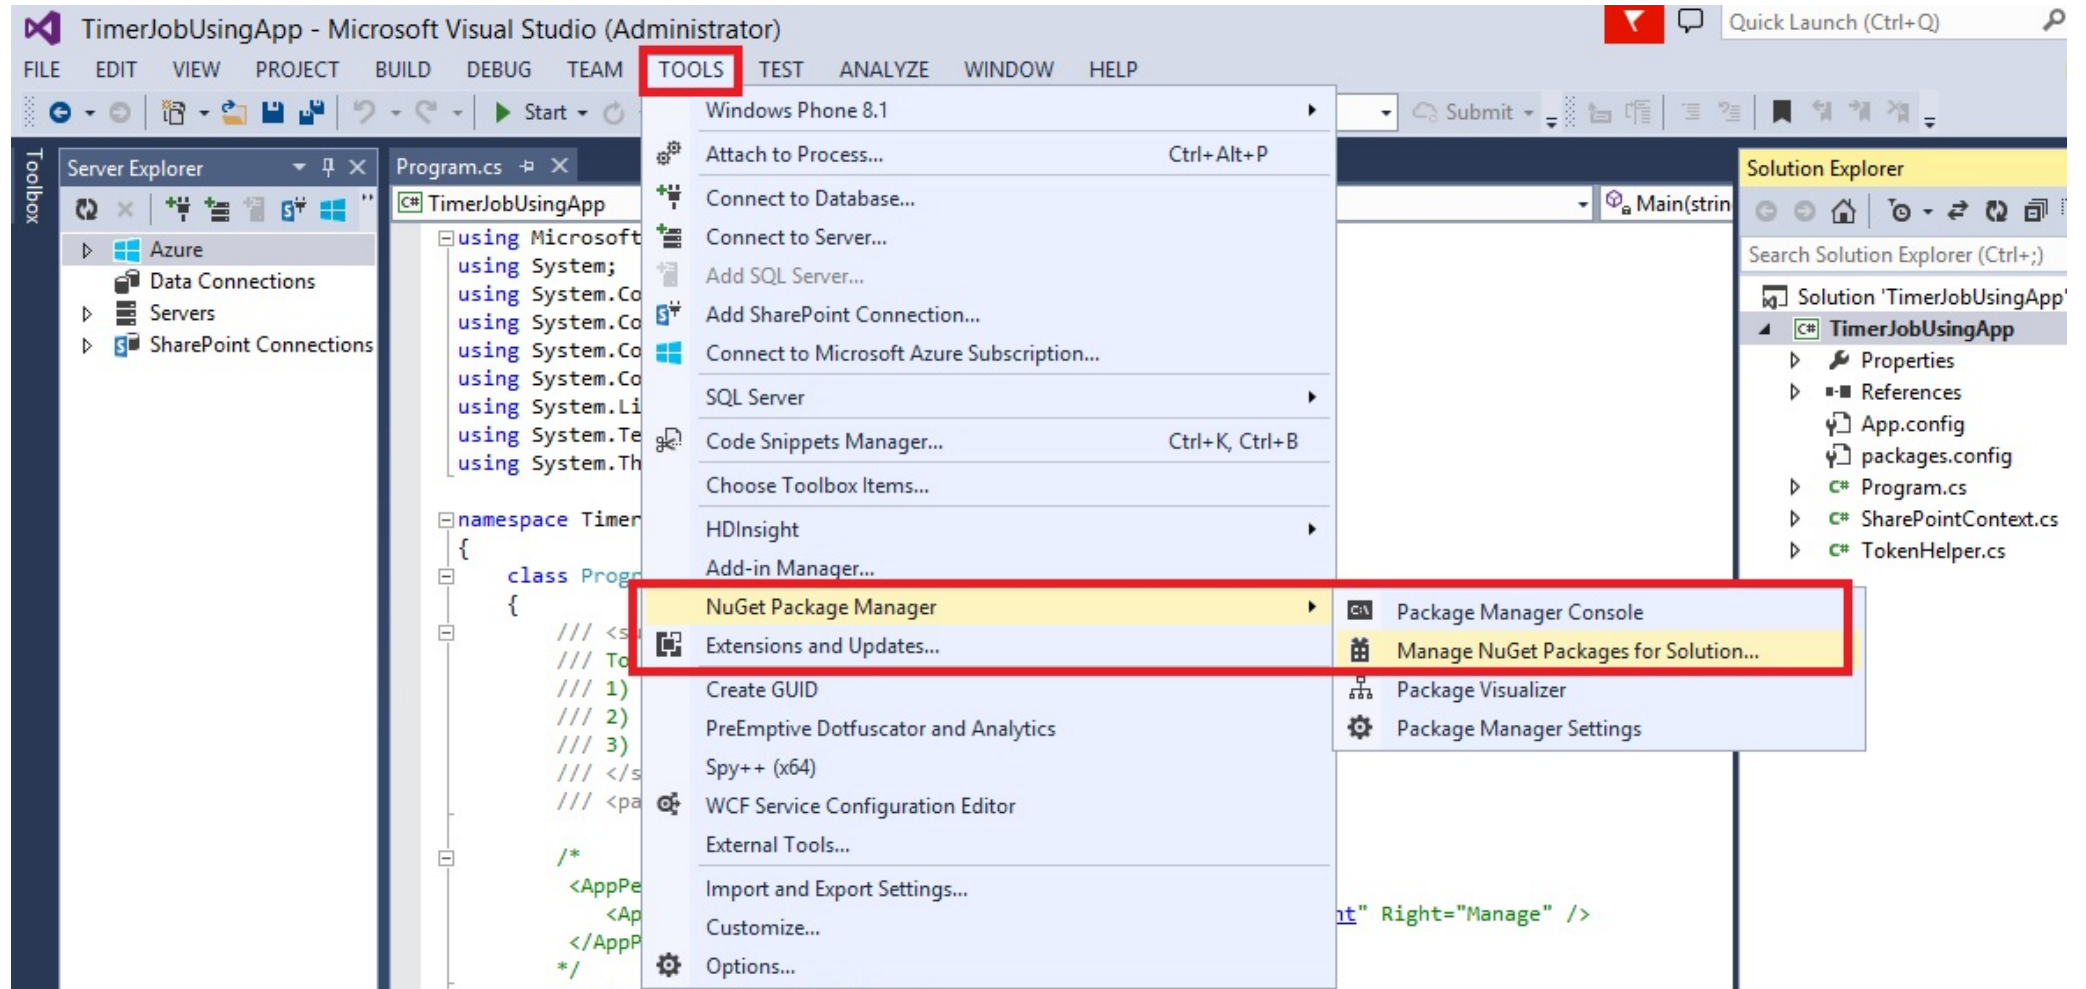 TimerJobUsingApp - Microsoft Visual Studio (Administrator)
Quick Launch (Ctrl+Q)
FILE EDIT VIEW PROJECT BUILD DEBUG TEAM TOOLS TEST ANALYZE WINDOW HELP
Start
Submit
Toolbox
Server Explorer
Azure
Data Connections
Servers
SharePoint Connections
Program.cs
TimerJobUsingApp
Main(strin
using Microsoft
using System;
using System.Co
using System.Co
using System.Co
using System.Co
using System.Li
using System.Te
using System.Th
namespace Timer
{
class Progr
{
/// <su
/// To
/// 1)
/// 2)
/// 3)
/// </s
/// <pa
/*
<AppPe
<Ap
nt" Right="Manage" />
</AppP
*/
Windows Phone 8.1
Attach to Process... Ctrl+Alt+P
Connect to Database...
Connect to Server...
Add SQL Server...
Add SharePoint Connection...
Connect to Microsoft Azure Subscription...
SQL Server
Code Snippets Manager... Ctrl+K, Ctrl+B
Choose Toolbox Items...
HDInsight
Add-in Manager...
NuGet Package Manager
Extensions and Updates...
Create GUID
PreEmptive Dotfuscator and Analytics
Spy++ (x64)
WCF Service Configuration Editor
External Tools...
Import and Export Settings...
Customize...
Options...
Package Manager Console
Manage NuGet Packages for Solution...
Package Visualizer
Package Manager Settings
Solution Explorer
Search Solution Explorer (Ctrl+;)
Solution 'TimerJobUsingApp'
C# TimerJobUsingApp
Properties
References
App.config
packages.config
C# Program.cs
C# SharePointContext.cs
C# TokenHelper.cs